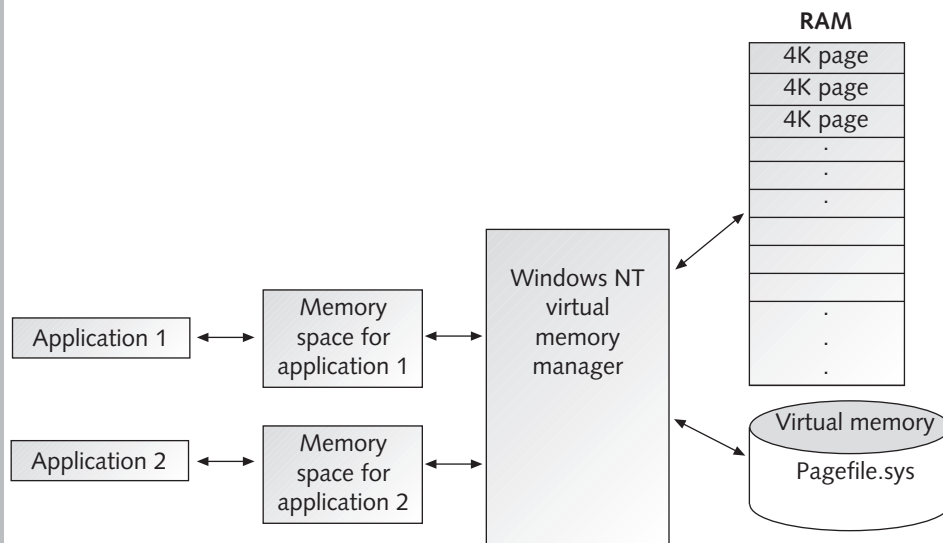 RAM
4K page
4K page
4K page
.
.
.
.
.
.
Windows NT
virtual
memory
manager
Application 1
Memory
space for
application 1
Application 2
Memory
space for
application 2
Virtual memory
Pagefile.sys